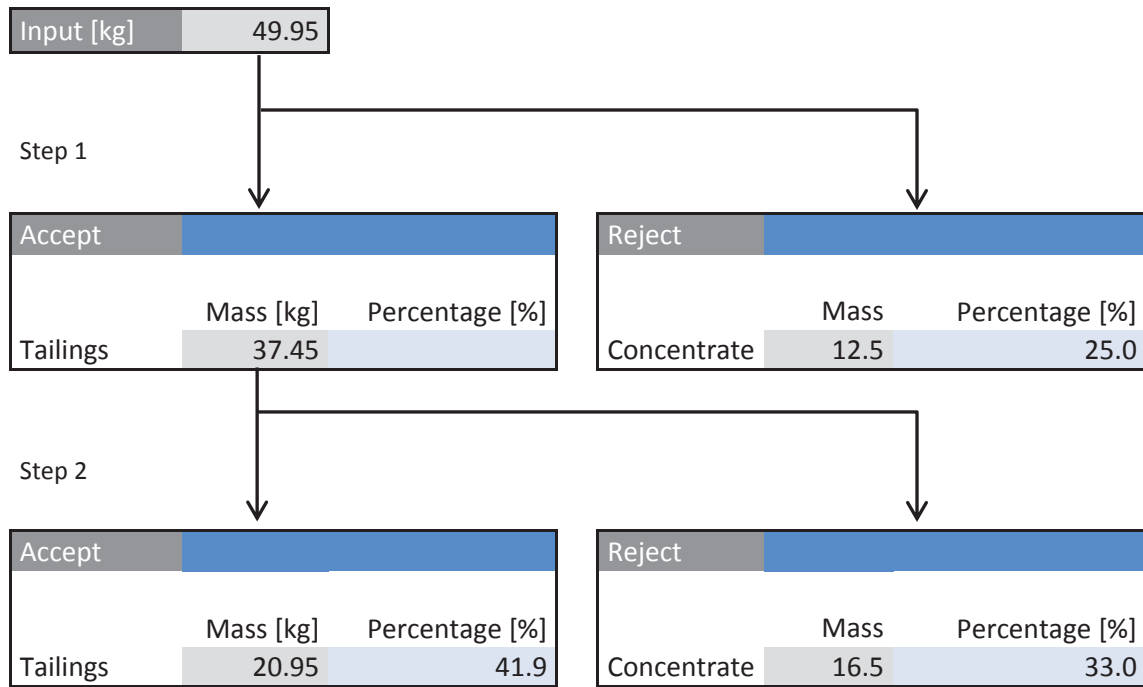 Input [kg] 49.95
Step 1
Accept Reject
Mass [kg] Percentage [%] Mass Percentage [%]
Tailings 37.45 Concentrate 12.5 25.0
Step 2
Accept Reject
Mass [kg] Percentage [%] Mass Percentage [%]
Tailings 20.95 41.9 Concentrate 16.5 33.0